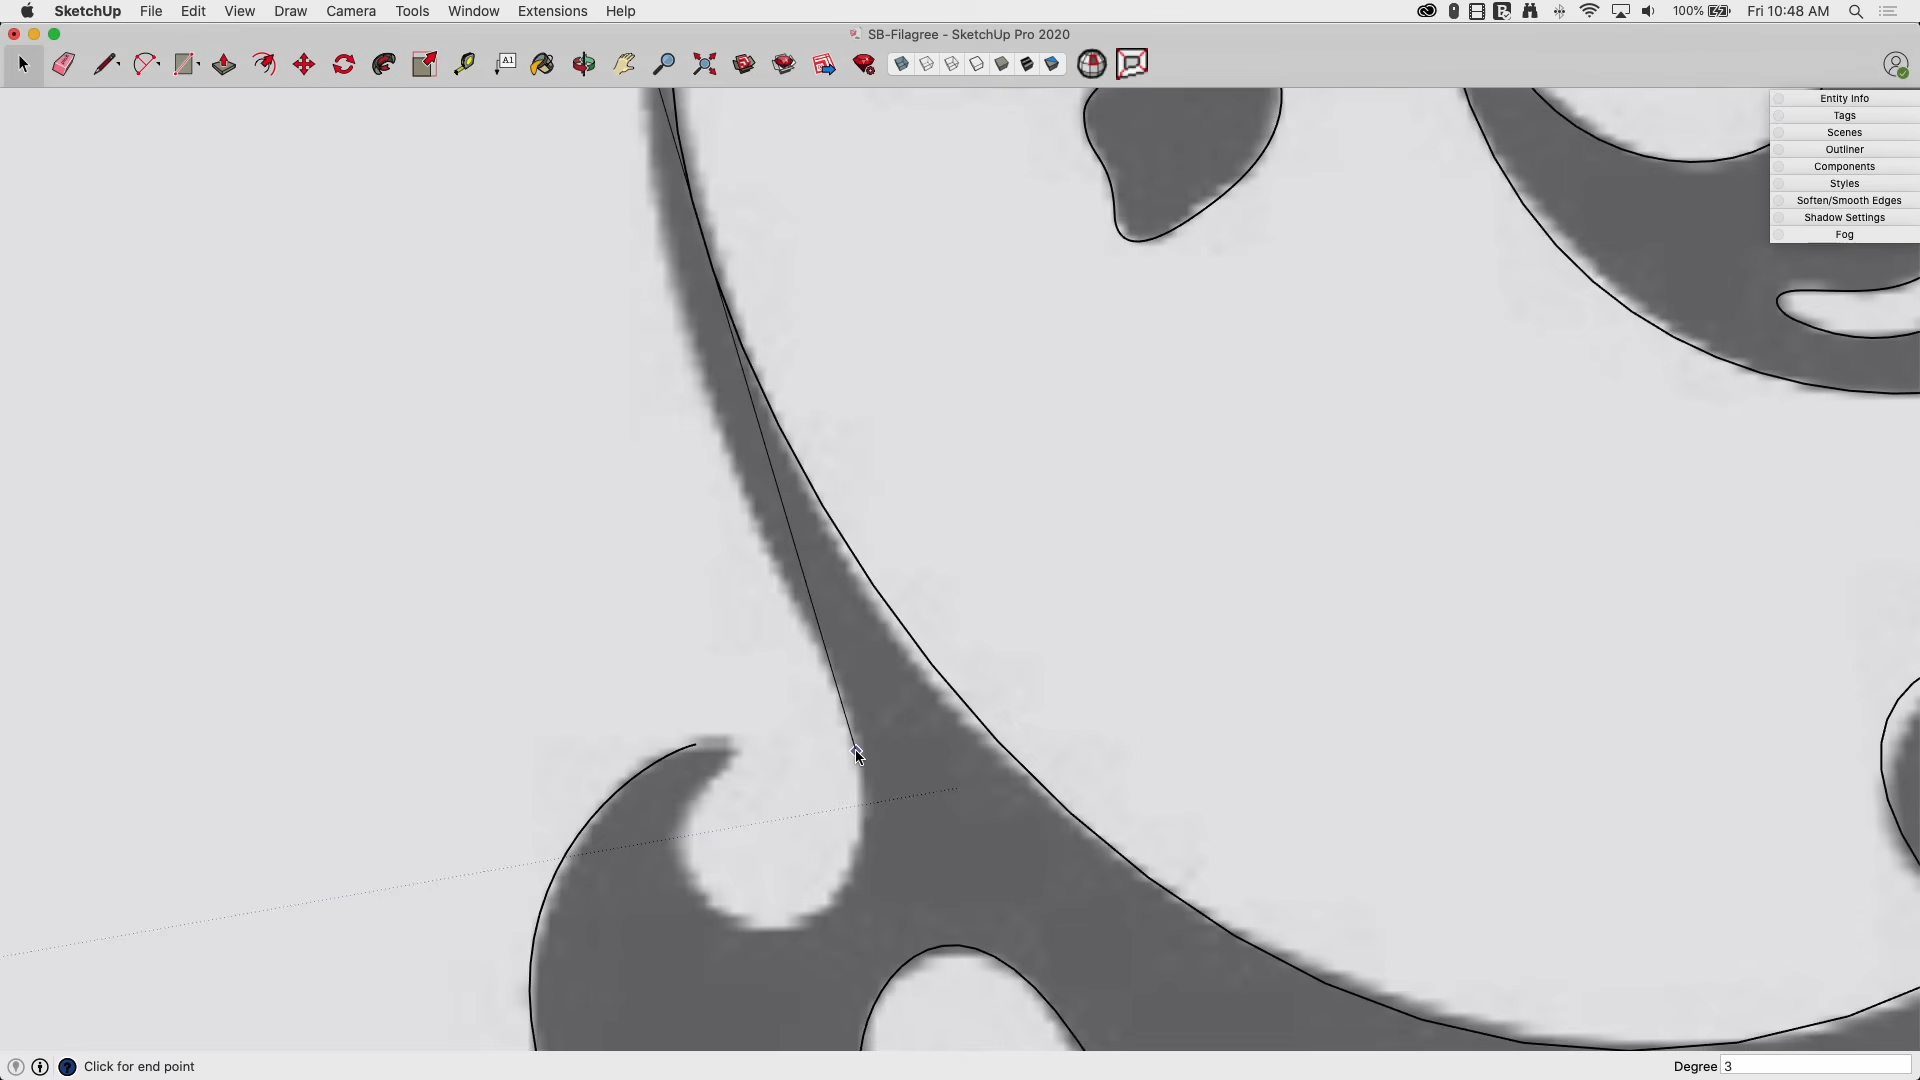 SketchUp File Edit View Draw Camera Tools Window Extensions Help 100% Fri 10:48 AM
SB-Filagree - SketchUp Pro 2020
A1
Entity Info
Tags
Scenes
Outliner
Components
Styles
Soften/Smooth Edges
Shadow Settings
Fog
Click for end point
Degree 3